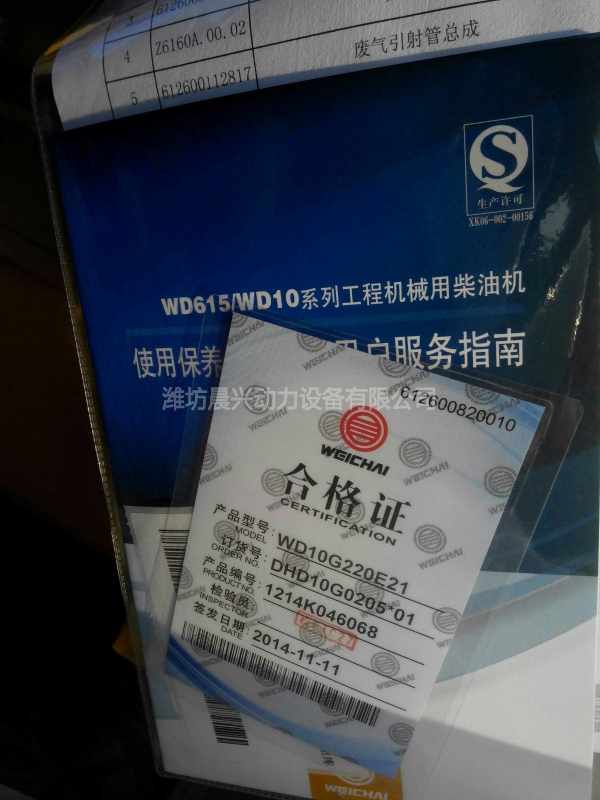 3
4 Z6160A.00.02 废气引射管总成
5 612600112817
S
生产许可
XK06-002-00156
WD615/WD10系列工程机械用柴油机
使用保养
户服务指南
潍坊晨兴动力设备有限公司
612600820010
WEICHAI
合格证
CERTIFICATION
产品型号: WD10G220E21
MODEL
订货号: DHD10G0205*01
ORDER NO.
产品编号: 1214K046068
PRODUCT NO.
检验员:
INSPECTOR
签发日期: 2014-11-11
DATE
WEICHAI